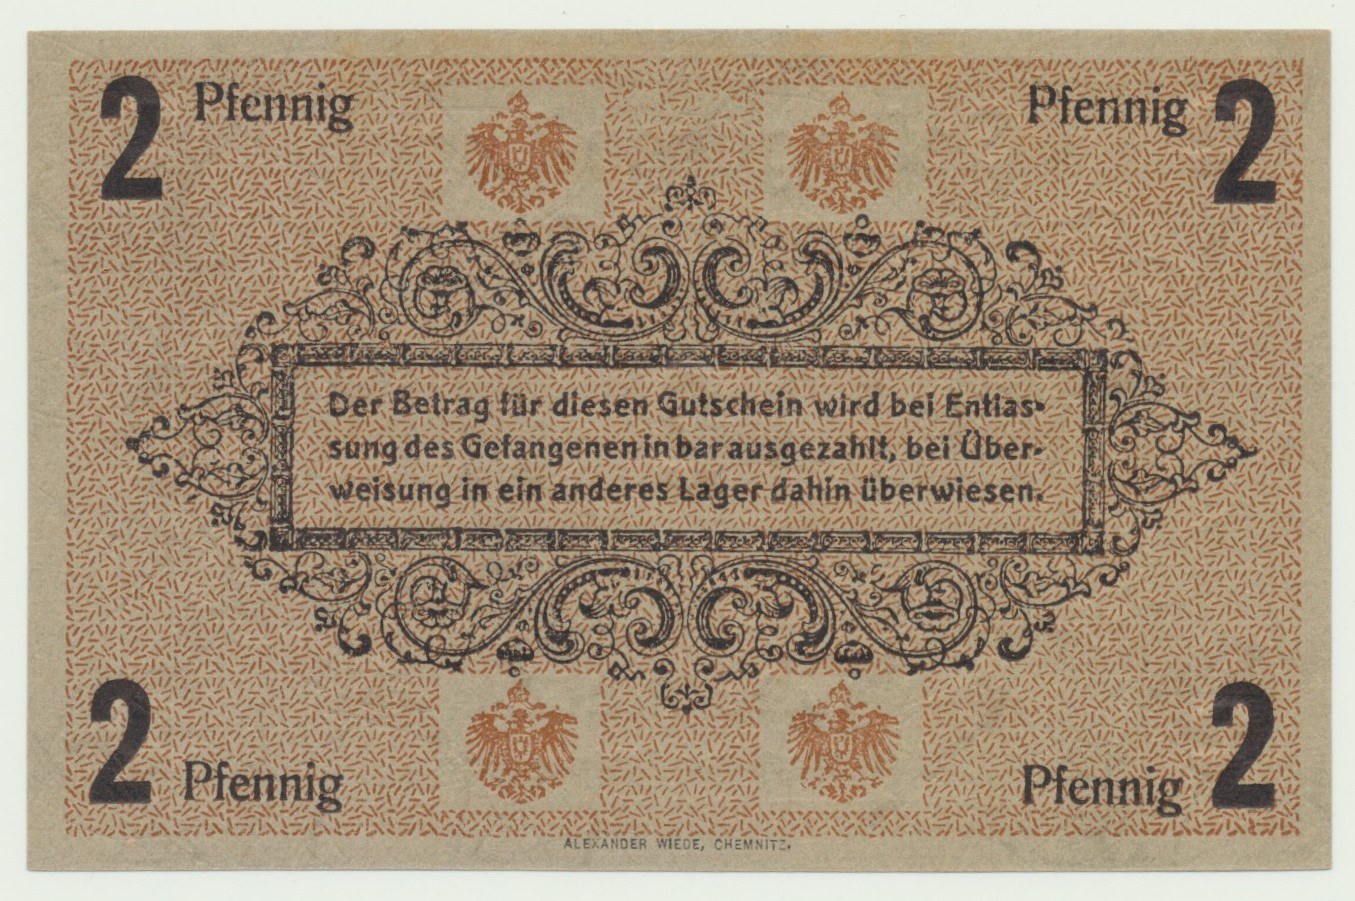 2 Pfennig Pfennig 2
Der Betrag für diesen Gutschein wird bei Entlas-
sung des Gefangenen in bar ausgezahlt, bei Über-
weisung in ein anderes Lager dahin überwiesen.
2 Pfennig Pfennig 2
ALEXANDER WIEDE, CHEMNITZ.